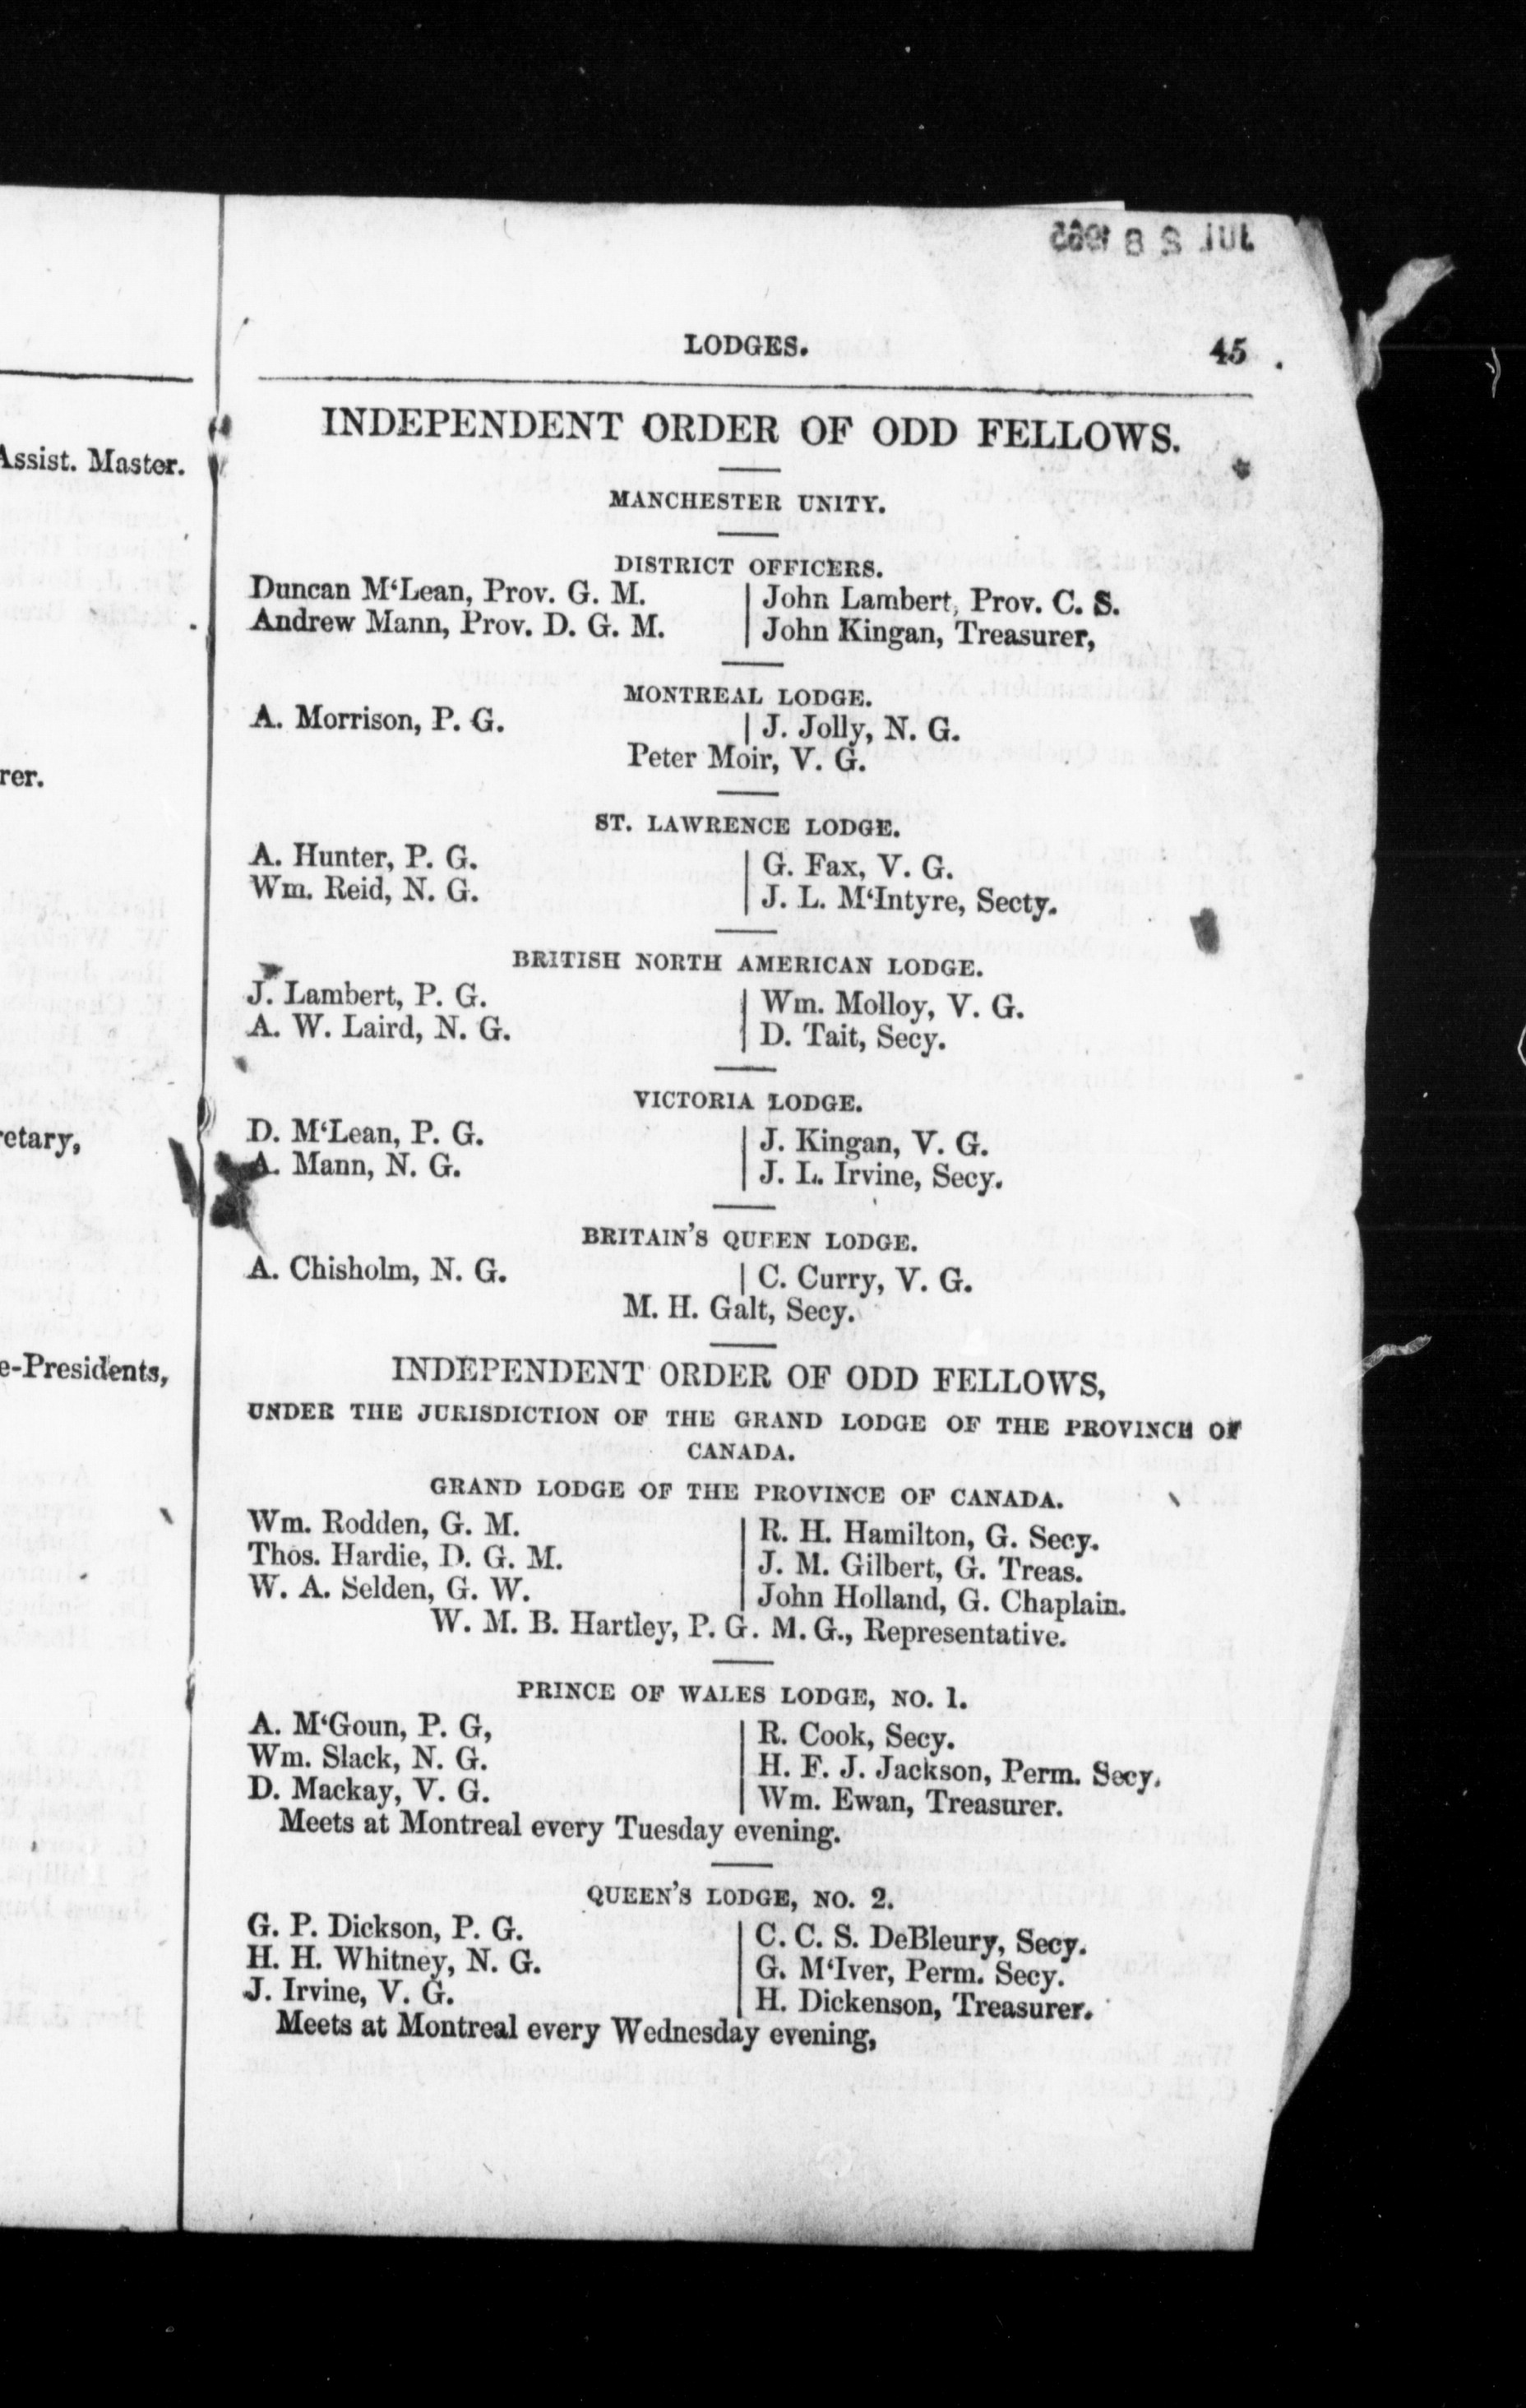 LODGES. 45
INDEPENDENT ORDER OF ODD FELLOWS.
MANCHESTER UNITY.
DISTRICT OFFICERS.
Duncan M‘Lean, Prov. G. M. | John Lambert, Prov. C. S.
Andrew Mann, Prov. D. G. M. | John Kingan, Treasurer,
MONTREAL LODGE.
A. Morrison, P. G. | J. Jolly, N. G.
Peter Moir, V. G.
ST. LAWRENCE LODGE.
A. Hunter, P. G. | G. Fax, V. G.
Wm. Reid, N. G. | J. L. M‘Intyre, Secty.
BRITISH NORTH AMERICAN LODGE.
J. Lambert, P. G. | Wm. Molloy, V. G.
A. W. Laird, N. G. | D. Tait, Secy.
VICTORIA LODGE.
D. M‘Lean, P. G. | J. Kingan, V. G.
A. Mann, N. G. | J. L. Irvine, Secy.
BRITAIN'S QUEEN LODGE.
A. Chisholm, N. G. | C. Curry, V. G.
M. H. Galt, Secy.
INDEPENDENT ORDER OF ODD FELLOWS,
UNDER THE JURISDICTION OF THE GRAND LODGE OF THE PROVINCE OF
CANADA.
GRAND LODGE OF THE PROVINCE OF CANADA.
Wm. Rodden, G. M. | R. H. Hamilton, G. Secy.
Thos. Hardie, D. G. M. | J. M. Gilbert, G. Treas.
W. A. Selden, G. W. | John Holland, G. Chaplain.
W. M. B. Hartley, P. G. M. G., Representative.
PRINCE OF WALES LODGE, NO. 1.
A. M‘Goun, P. G, | R. Cook, Secy.
Wm. Slack, N. G. | H. F. J. Jackson, Perm. Secy.
D. Mackay, V. G. | Wm. Ewan, Treasurer.
Meets at Montreal every Tuesday evening.
QUEEN'S LODGE, NO. 2.
G. P. Dickson, P. G. | C. C. S. DeBleury, Secy.
H. H. Whitney, N. G. | G. M‘Iver, Perm. Secy.
J. Irvine, V. G. | H. Dickenson, Treasurer.
Meets at Montreal every Wednesday evening,
Assist. Master.
rer.
retary,
e-Presidents,